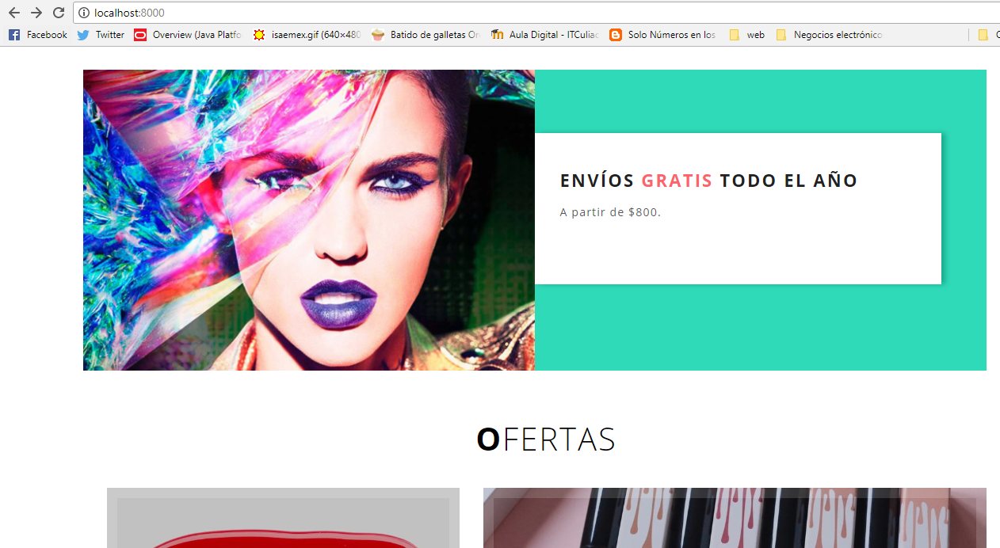 localhost:8000
Facebook Twitter Overview (Java Platfo isaemex.gif (640×480 Batido de galletas Or Aula Digital - ITCuliac Solo Números en los web Negocios electrónico
ENVÍOS GRATIS TODO EL AÑO
A partir de $800.
OFERTAS